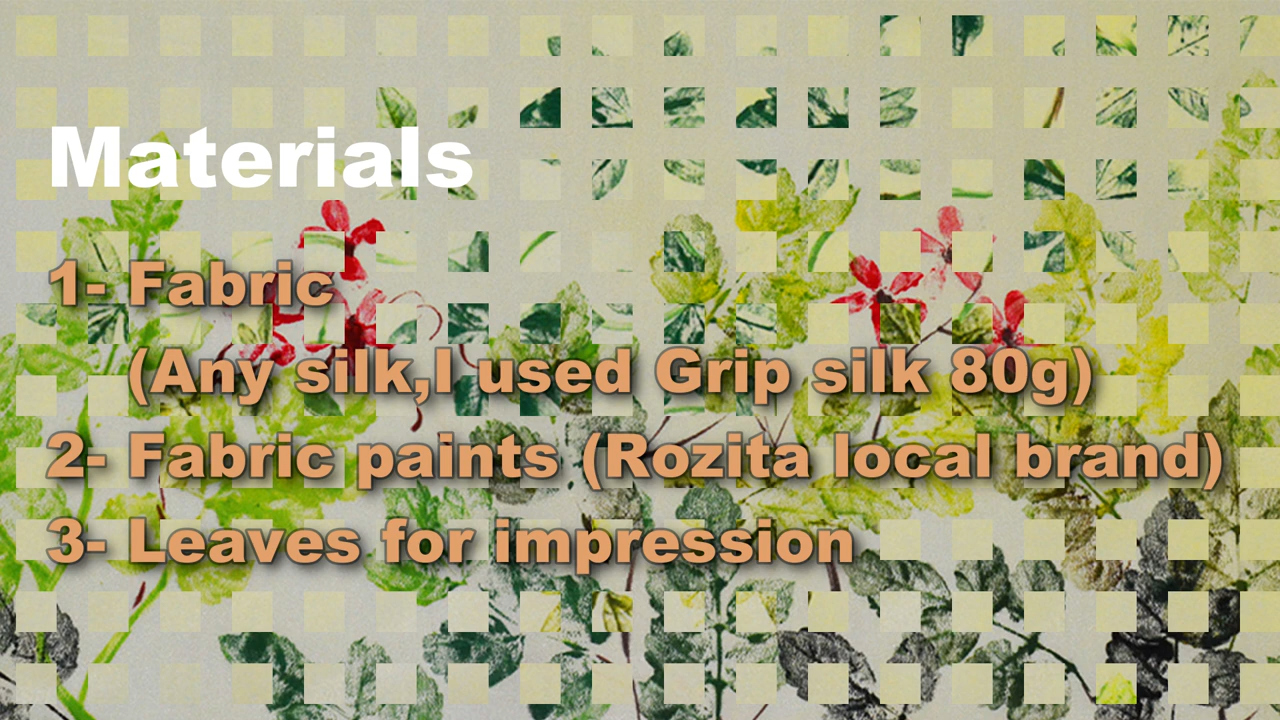 Materials
1- Fabric
(Any silk,I used Grip silk 80g)
2- Fabric paints (Rozita local brand)
3- Leaves for impression